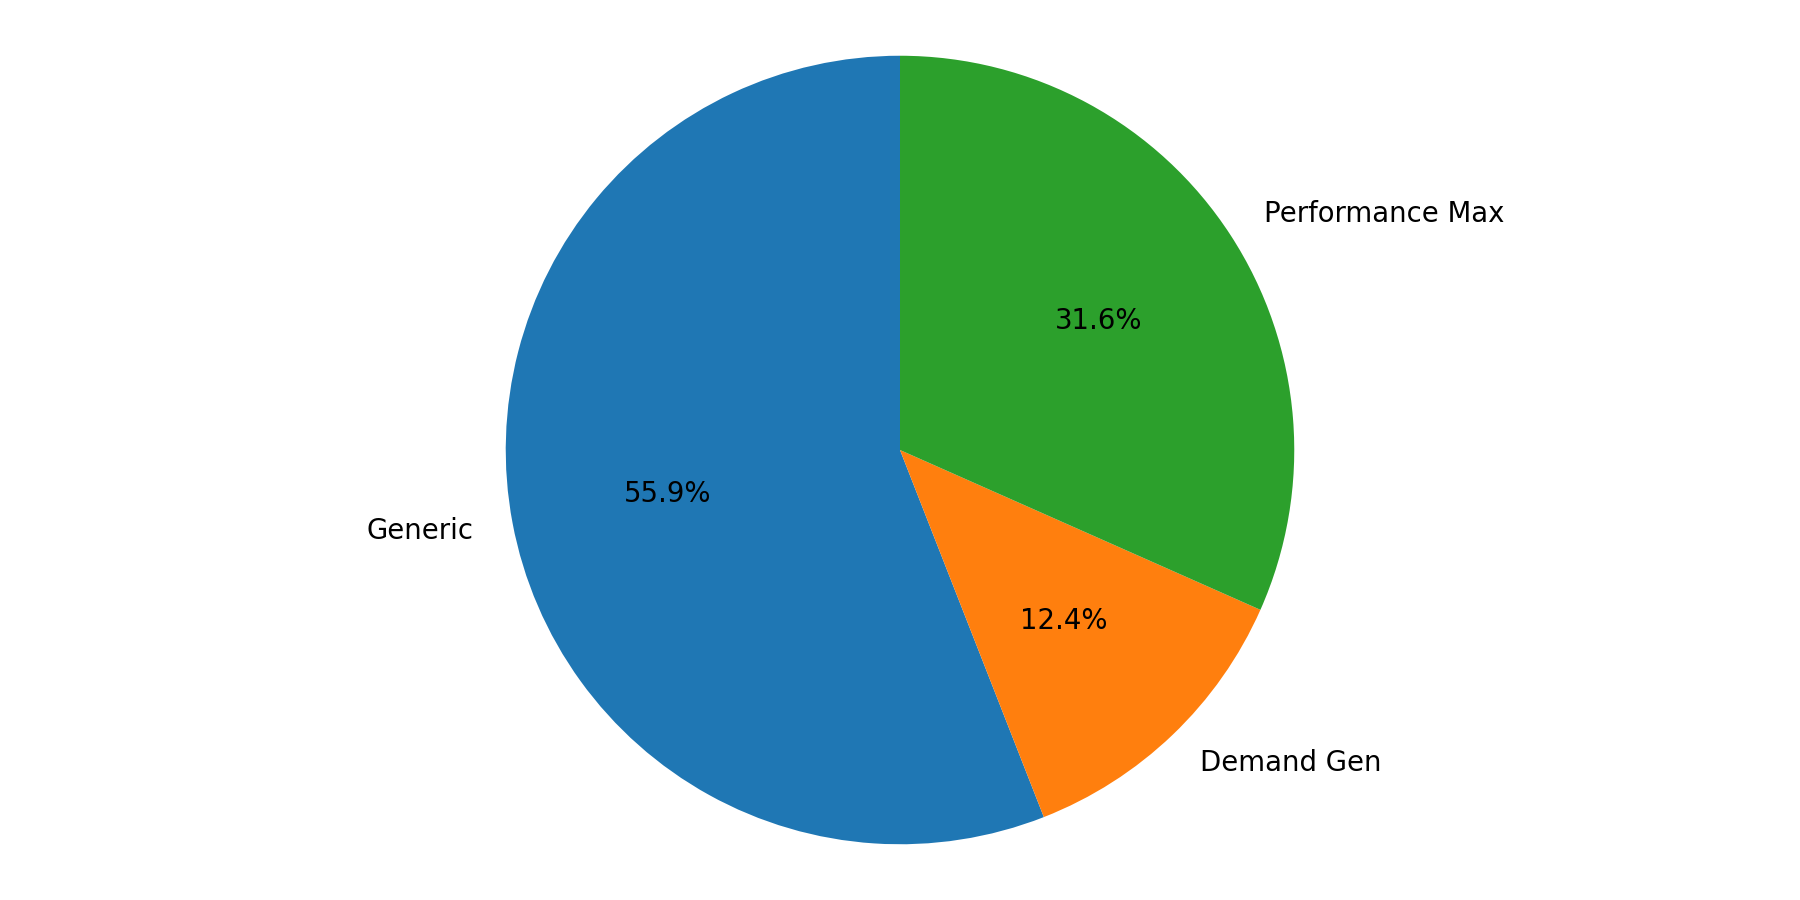 Performance Max
31.6%
55.9%
Generic
12.4%
Demand Gen